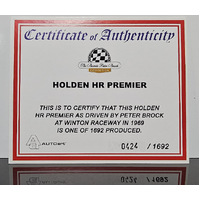 Certificate of Authenticity
HOLDEN HR PREMIER
THIS IS TO CERTIFY THAT THIS HOLDEN
HR PREMIER AS DRIVEN BY PETER BROCK
AT WINTON RACEWAY IN 1969
IS ONE OF 1692 PRODUCED.
AUTOart
0424 / 1692